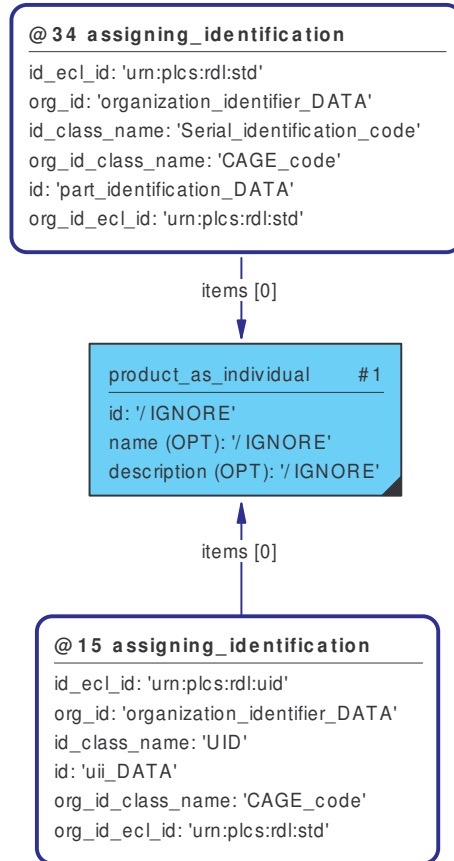 @34 assigning_identification
id_ecl_id: 'urn:plcs:rdl:std'
org_id: 'organization_identifier_DATA'
id_class_name: 'Serial_identification_code'
org_id_class_name: 'CAGE_code'
id: 'part_identification_DATA'
org_id_ecl_id: 'urn:plcs:rdl:std'
items [0]
product_as_individual #1
id: '/IGNORE'
name (OPT): '/IGNORE'
description (OPT): '/IGNORE'
items [0]
@15 assigning_identification
id_ecl_id: 'urn:plcs:rdl:uid'
org_id: 'organization_identifier_DATA'
id_class_name: 'UID'
id: 'uii_DATA'
org_id_class_name: 'CAGE_code'
org_id_ecl_id: 'urn:plcs:rdl:std'